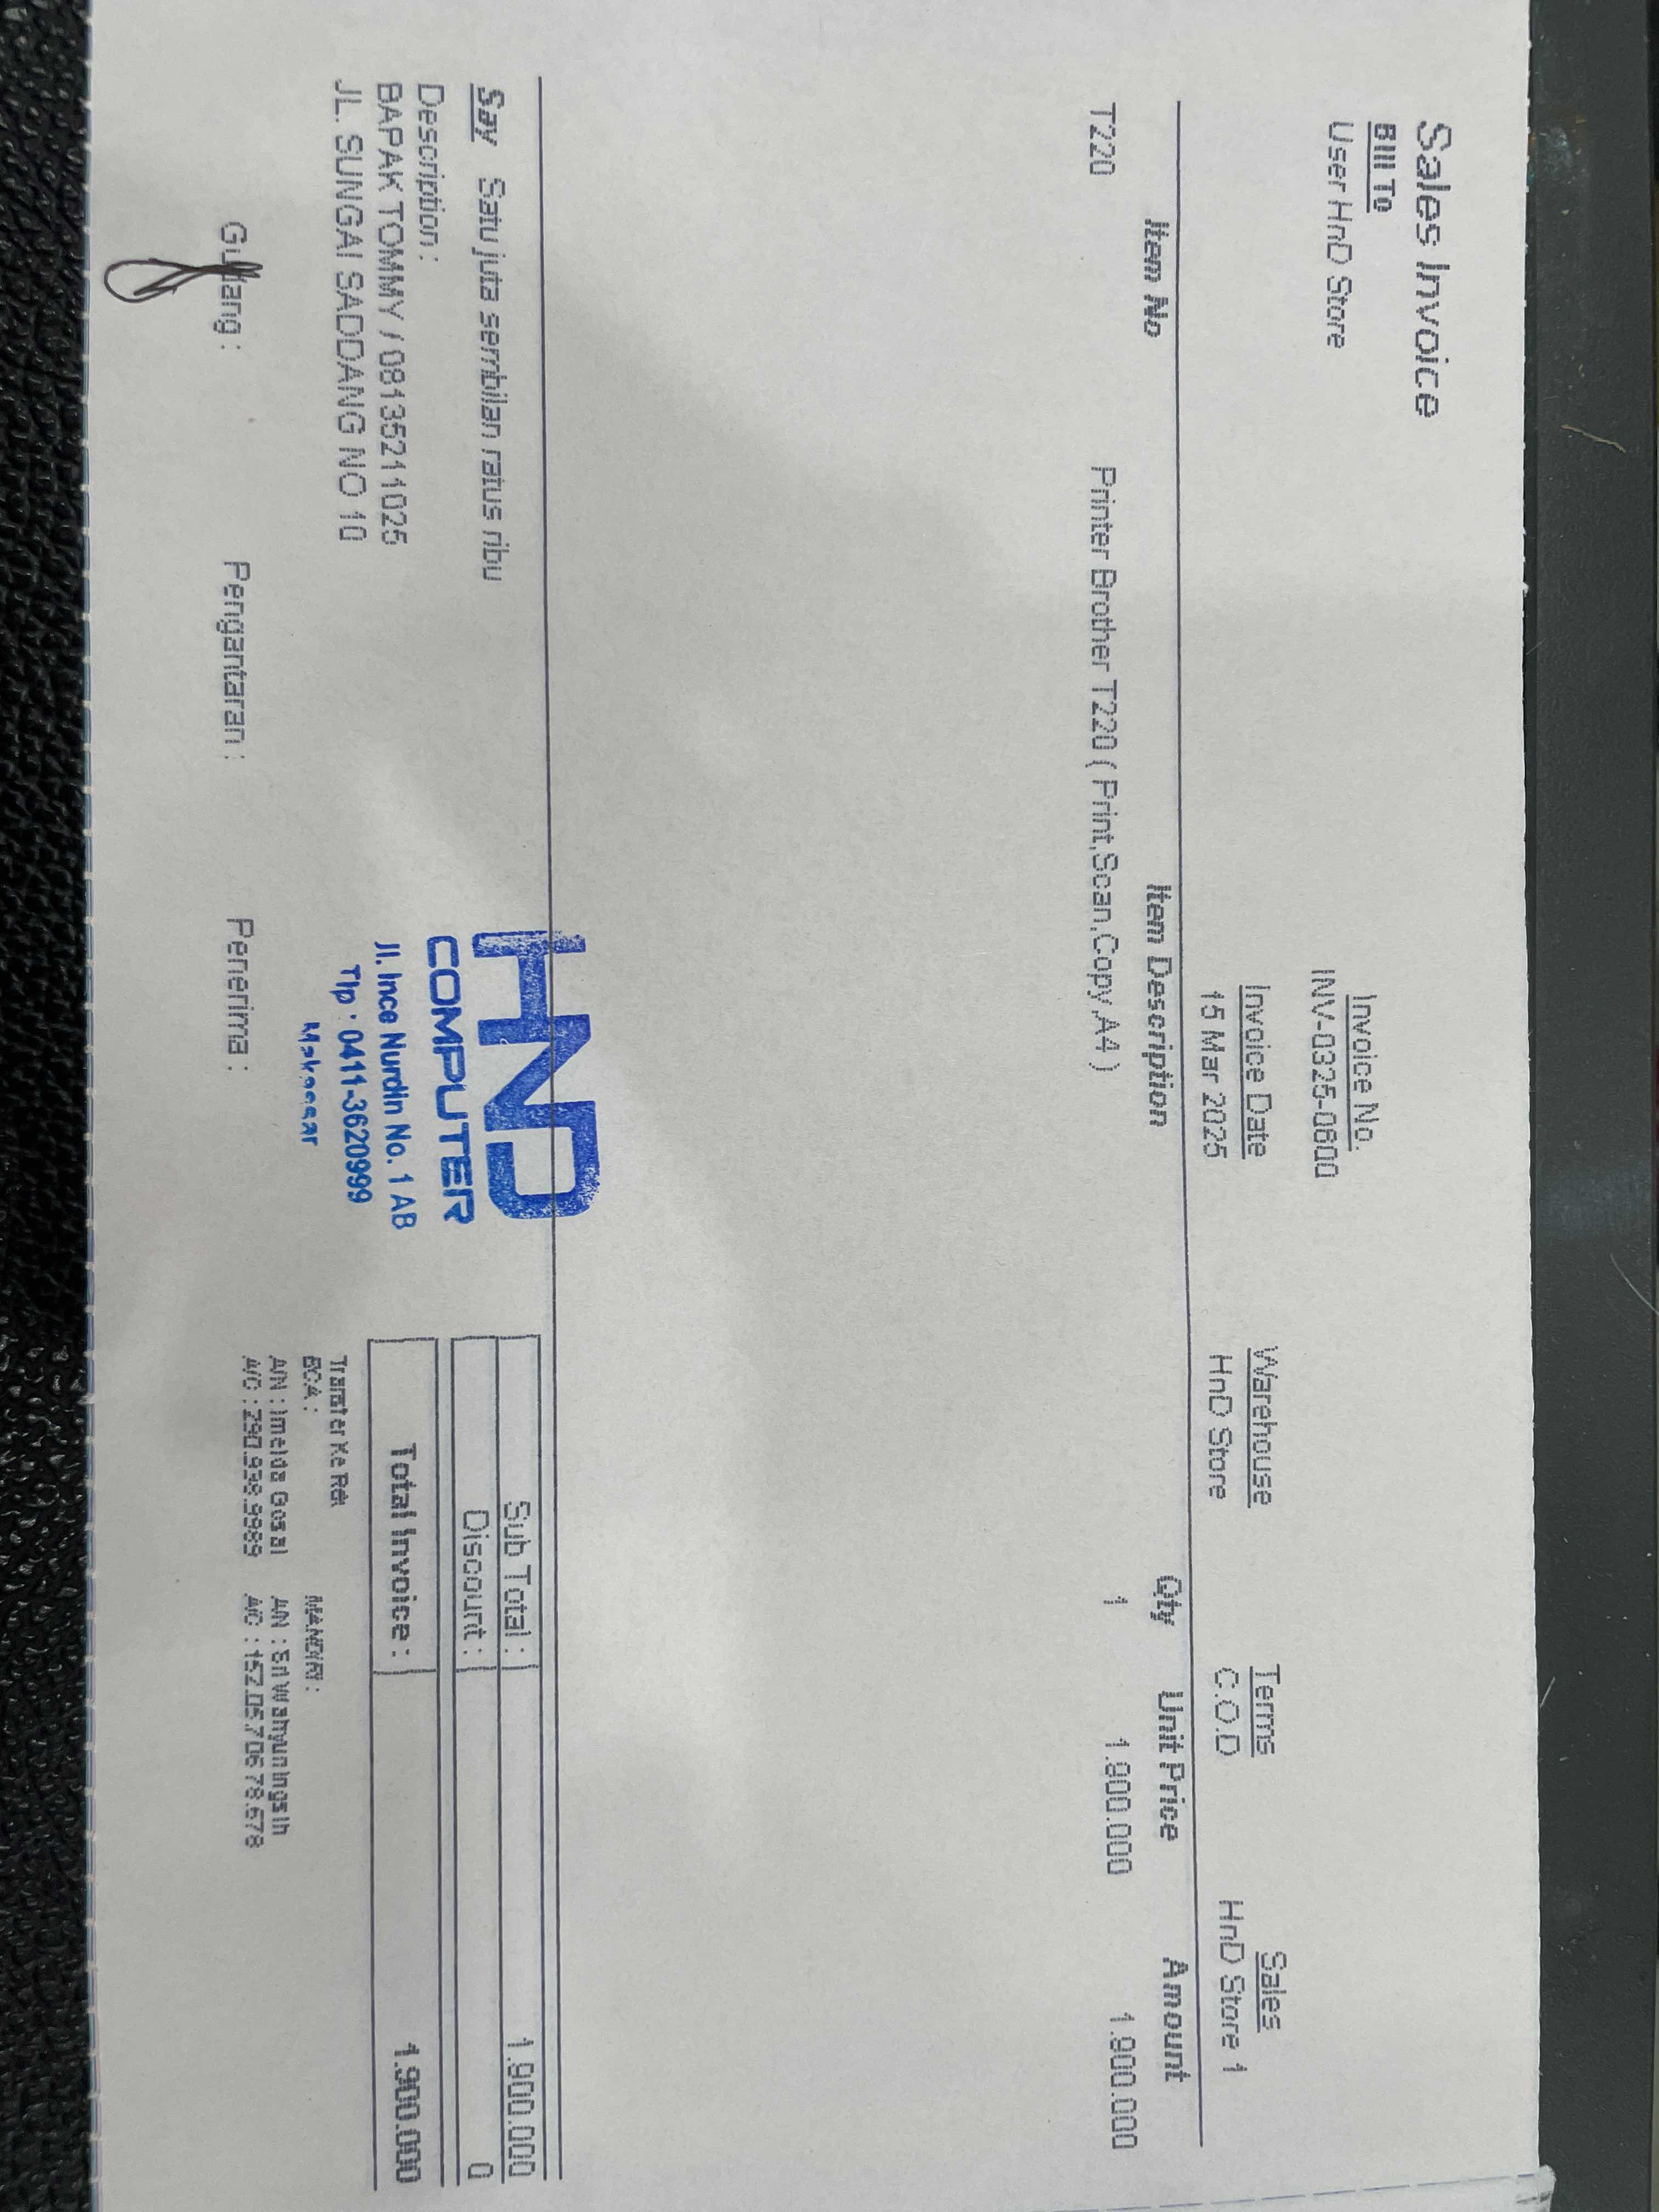 Sales Invoice
Bill To
User HnD Store
Invoice No.
INV-0325-0800
Invoice Date
Warehouse
Terms
Sales
15 Mar 2025
HnD Store
C.O.D
HnD Store 1
Item No
Item Description
Qty
Unit Price
Amount
T220
Printer Brother T220 ( Print,Scan,Copy,A4 )
1
1.900.000
1.900.000
Say Satu juta sembilan ratus ribu
Sub Total :
1.900.000
Discount :
0
Total Invoice :
1.900.000
Description :
BAPAK TOMMY / 081355211025
JL. SUNGAI SADDANG NO 10
HND
COMPUTER
Jl. Ince Nurdin No. 1 AB
Tlp : 0411-3620999
Makassar
Transfer Ke Rek
BCA :
MANDIRI :
A/N : Imelda Gosal
A/N : Sri Wahyuningsih
A/C : 790.938.9989
A/C : 152.05.706.78.678
Gudang :
Pengantaran :
Penerima :